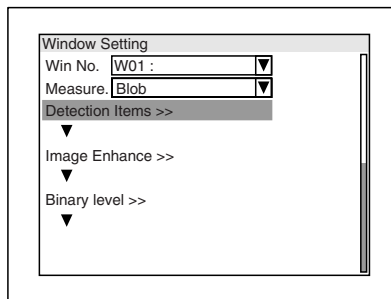 Window Setting
Win No. W01 :
Measure. Blob
Detection Items >>
Image Enhance >>
Binary level >>